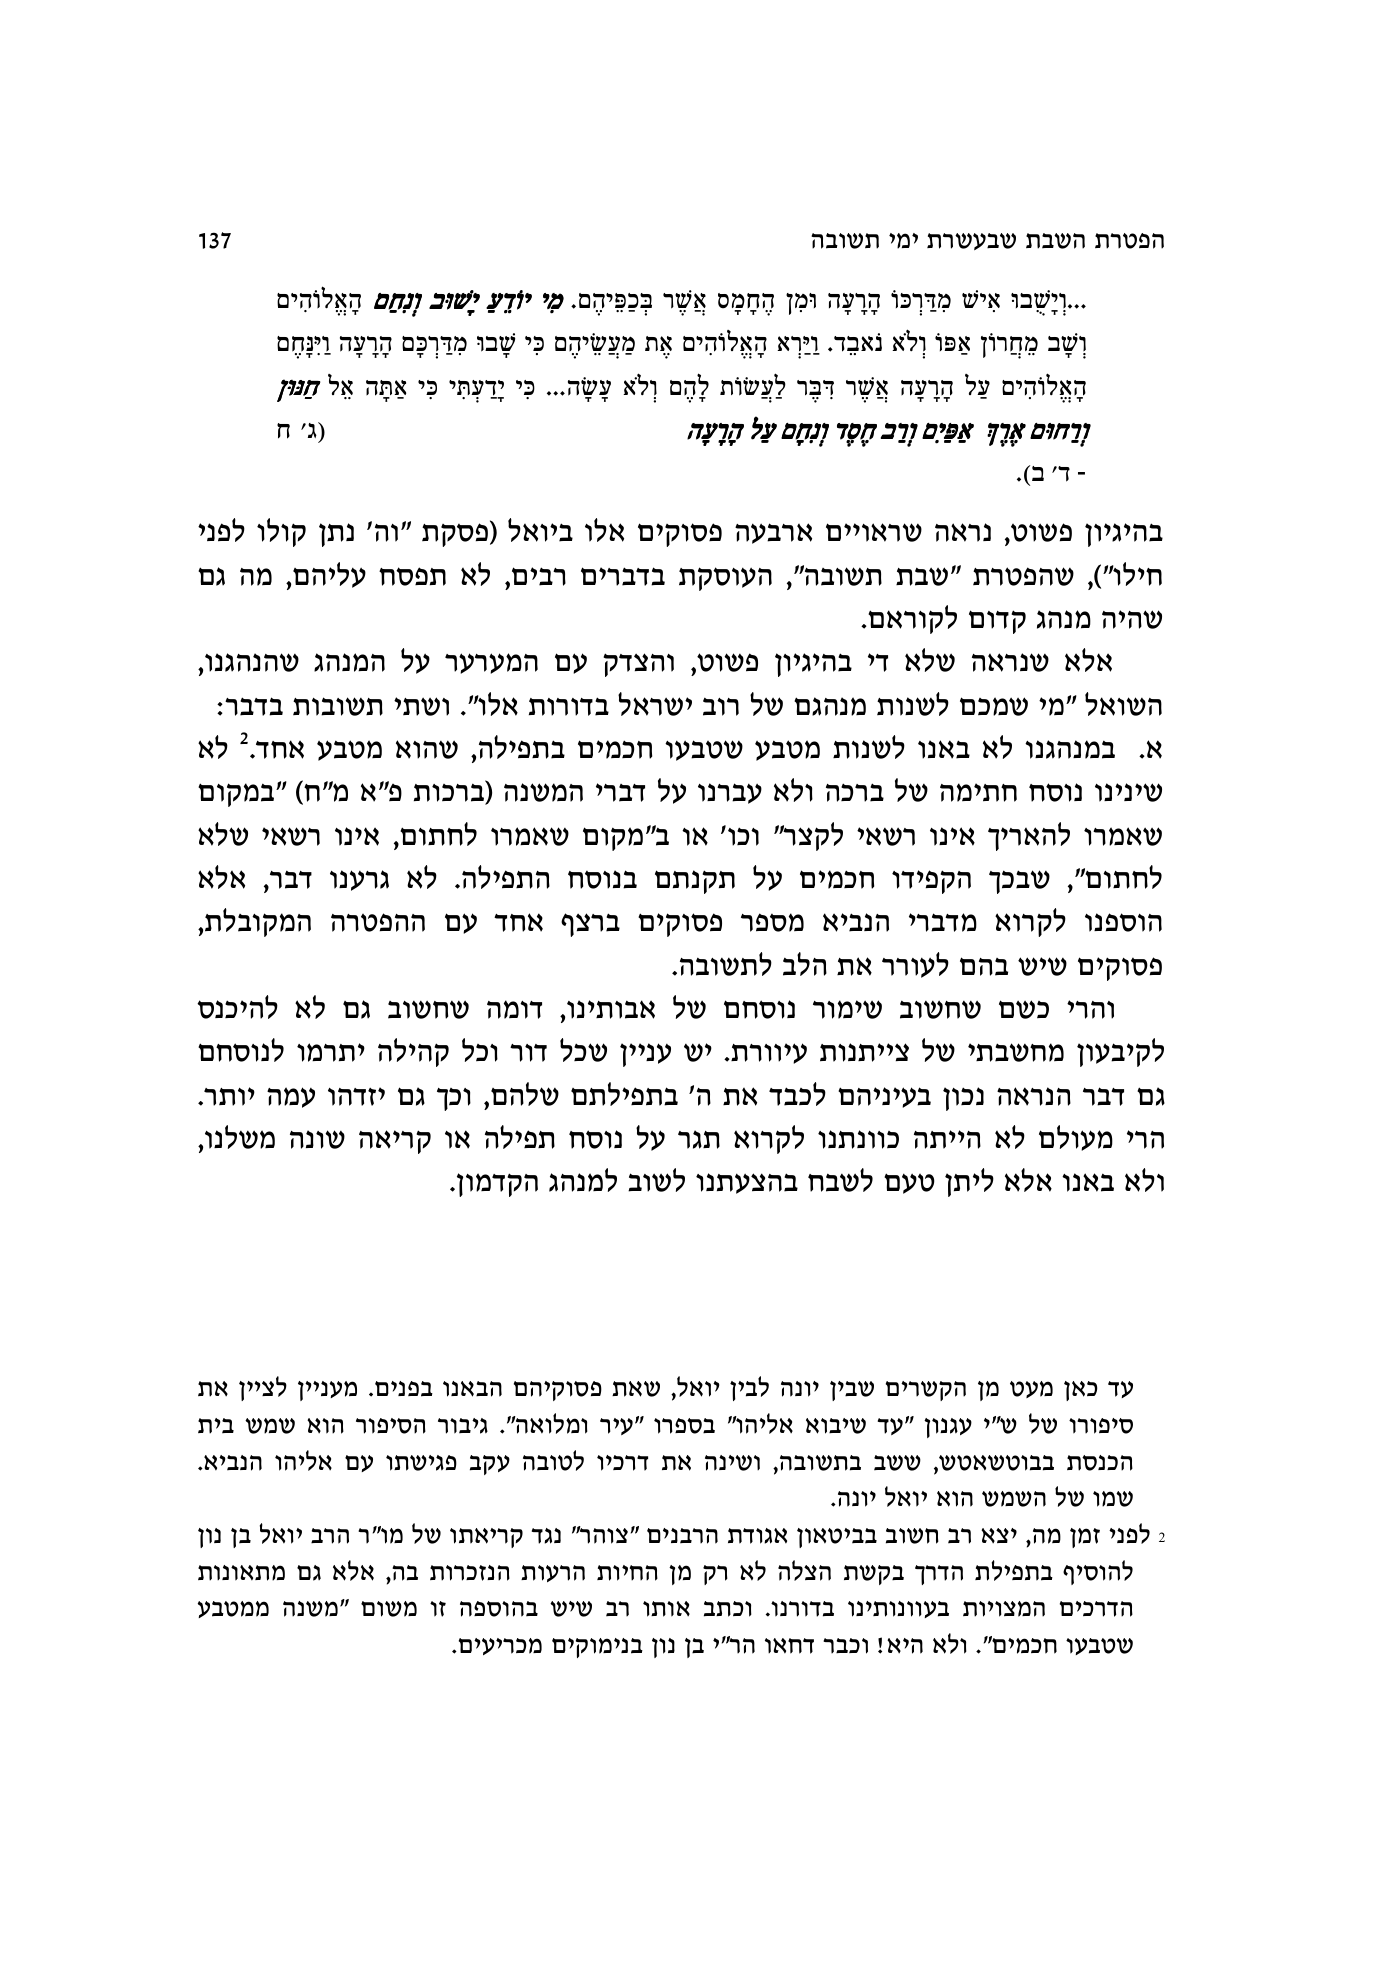 הפטרת השבת שבעשרת ימי תשובה 137
...וְיָשֻׁבוּ אִישׁ מִדַּרְכּוֹ הָרָעָה וּמִן הֶחָמָס אֲשֶׁר בְּכַפֵּיהֶם. מִי יוֹדֵעַ יָשׁוּב וְנִחַם הָאֱלוֹהִים
וְשָׁב מֵחֲרוֹן אַפּוֹ וְלֹא נֹאבֵד. וַיַּרְא הָאֱלוֹהִים אֶת מַעֲשֵׂיהֶם כִּי שָׁבוּ מִדַּרְכָּם הָרָעָה וַיִּנָּחֶם
הָאֱלוֹהִים עַל הָרָעָה אֲשֶׁר דִּבֶּר לַעֲשׂוֹת לָהֶם וְלֹא עָשָׂה... כִּי יָדַעְתִּי כִּי אַתָּה אֵל חַנּוּן
וְרַחוּם אֶרֶךְ אַפַּיִם וְרַב חֶסֶד וְנִחָם עַל הָרָעָה (ג' ח
- ד' ב).
בהיגיון פשוט, נראה שראויים ארבעה פסוקים אלו ביואל (פסקת "וה' נתן קולו לפני
חילו"), שהפטרת "שבת תשובה", העוסקת בדברים רבים, לא תפסח עליהם, מה גם
שהיה מנהג קדום לקוראם.
אלא שנראה שלא די בהיגיון פשוט, והצדק עם המערער על המנהג שהנהגנו,
השואל "מי שמכם לשנות מנהגם של רוב ישראל בדורות אלו". ושתי תשובות בדבר:
א. במנהגנו לא באנו לשנות מטבע שטבעו חכמים בתפילה, שהוא מטבע אחד.2 לא
שינינו נוסח חתימה של ברכה ולא עברנו על דברי המשנה (ברכות פ"א מ"ח) "במקום
שאמרו להאריך אינו רשאי לקצר" וכו' או ב"מקום שאמרו לחתום, אינו רשאי שלא
לחתום", שבכך הקפידו חכמים על תקנתם בנוסח התפילה. לא גרענו דבר, אלא
הוספנו לקרוא מדברי הנביא מספר פסוקים ברצף אחד עם ההפטרה המקובלת,
פסוקים שיש בהם לעורר את הלב לתשובה.
והרי כשם שחשוב שימור נוסחם של אבותינו, דומה שחשוב גם לא להיכנס
לקיבעון מחשבתי של צייתנות עיוורת. יש עניין שכל דור וכל קהילה יתרמו לנוסחם
גם דבר הנראה נכון בעיניהם לכבד את ה' בתפילתם שלהם, וכך גם יזדהו עמה יותר.
הרי מעולם לא הייתה כוונתנו לקרוא תגר על נוסח תפילה או קריאה שונה משלנו,
ולא באנו אלא ליתן טעם לשבח בהצעתנו לשוב למנהג הקדמון.
עד כאן מעט מן הקשרים שבין יונה לבין יואל, שאת פסוקיהם הבאנו בפנים. מעניין לציין את
סיפורו של ש"י עגנון "עד שיבוא אליהו" בספרו "עיר ומלואה". גיבור הסיפור הוא שמש בית
הכנסת בבוטשאטש, ששב בתשובה, ושינה את דרכיו לטובה עקב פגישתו עם אליהו הנביא.
שמו של השמש הוא יואל יונה.
2 לפני זמן מה, יצא רב חשוב בביטאון אגודת הרבנים "צוהר" נגד קריאתו של מו"ר הרב יואל בן נון
להוסיף בתפילת הדרך בקשת הצלה לא רק מן החיות הרעות הנזכרות בה, אלא גם מתאונות
הדרכים המצויות בעוונותינו בדורנו. וכתב אותו רב שיש בהוספה זו משום "משנה ממטבע
שטבעו חכמים". ולא היא! וכבר דחאו הר"י בן נון בנימוקים מכריעים.